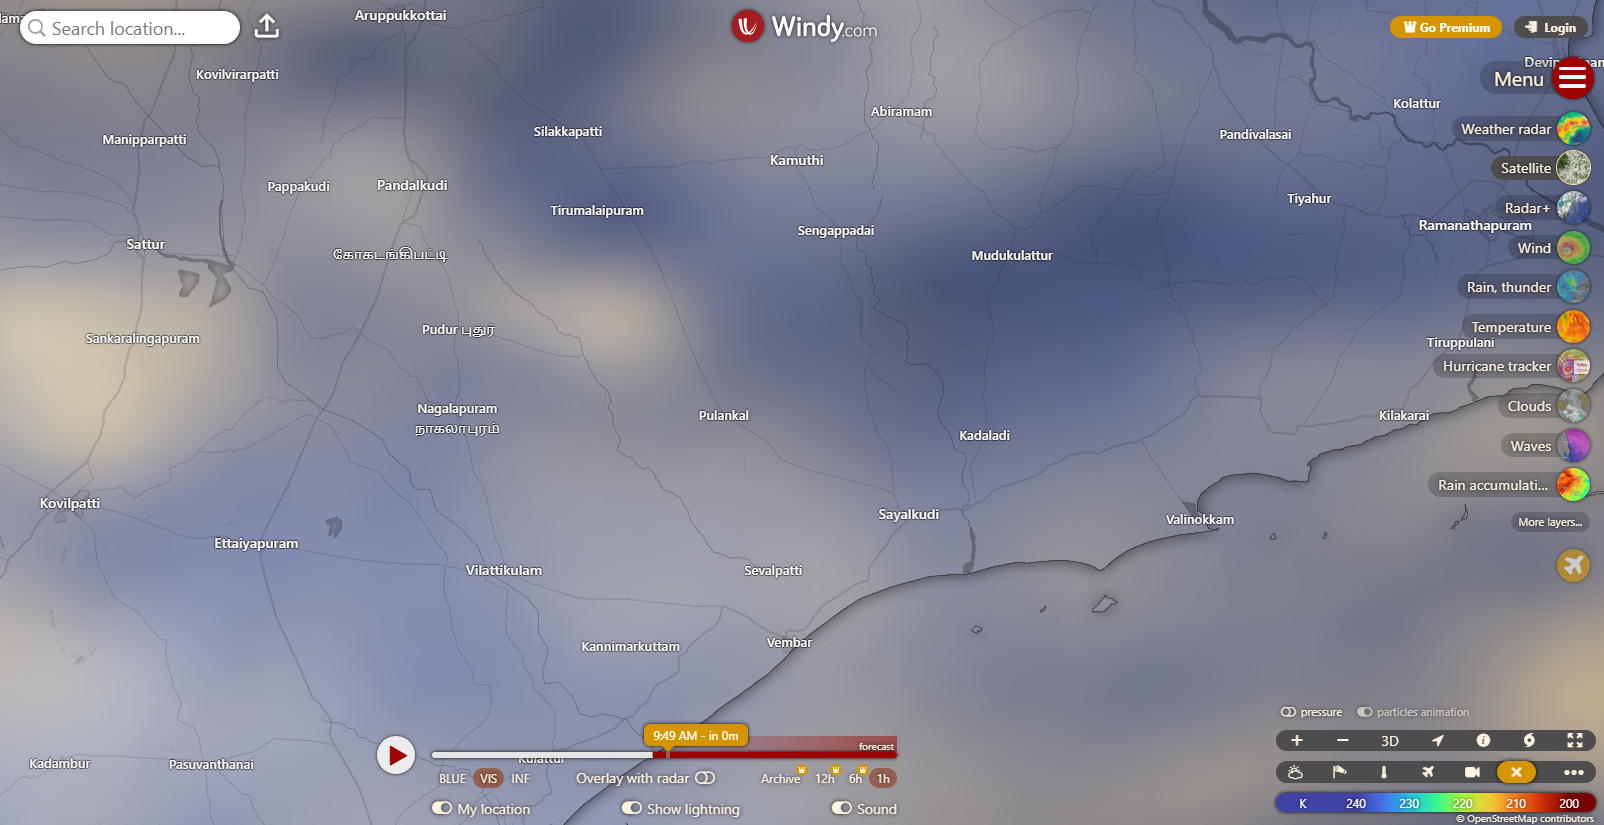 Search location...
Windy.com
Go Premium
Login
Menu
Aruppukkottai
Kovilvirarpatti
Abiramam
Kolattur
Silakkapatti
Pandivalasai
Weather radar
Manipparpatti
Kamuthi
Satellite
Pappakudi
Pandalkudi
Tiyahur
Radar+
Tirumalaipuram
Ramanathapuram
Sengappadai
Sattur
Wind
கோகடங்கிபட்டி
Mudukulattur
Rain, thunder
Pudur புதூர்
Temperature
Sankaralingapuram
Tiruppulani
Hurricane tracker
Nagalapuram
நாகலாபுரம்
Pulankal
Kilakarai
Clouds
Kadaladi
Waves
Rain accumulati...
Kovilpatti
Sayalkudi
Valinokkam
More layers...
Ettaiyapuram
Vilattikulam
Sevalpatti
Kannimarkuttam
Vembar
pressure
particles animation
9:49 AM - in 0m
forecast
3D
Kadambur
Pasuvanthanai
BLUE VIS INF
Overlay with radar
Archive 12h 6h 1h
My location
Show lightning
Sound
K 240 230 220 210 200
© OpenStreetMap contributors